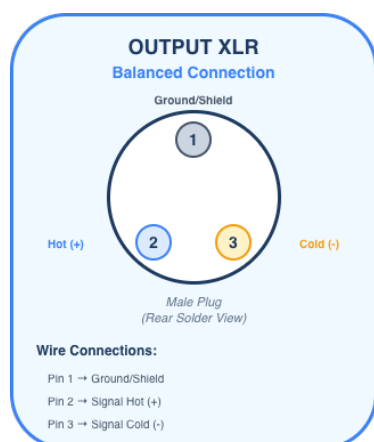 OUTPUT XLR
Balanced Connection
Ground/Shield
1
Hot (+)
2
3
Cold (-)
Male Plug
(Rear Solder View)
Wire Connections:
Pin 1 → Ground/Shield
Pin 2 → Signal Hot (+)
Pin 3 → Signal Cold (-)